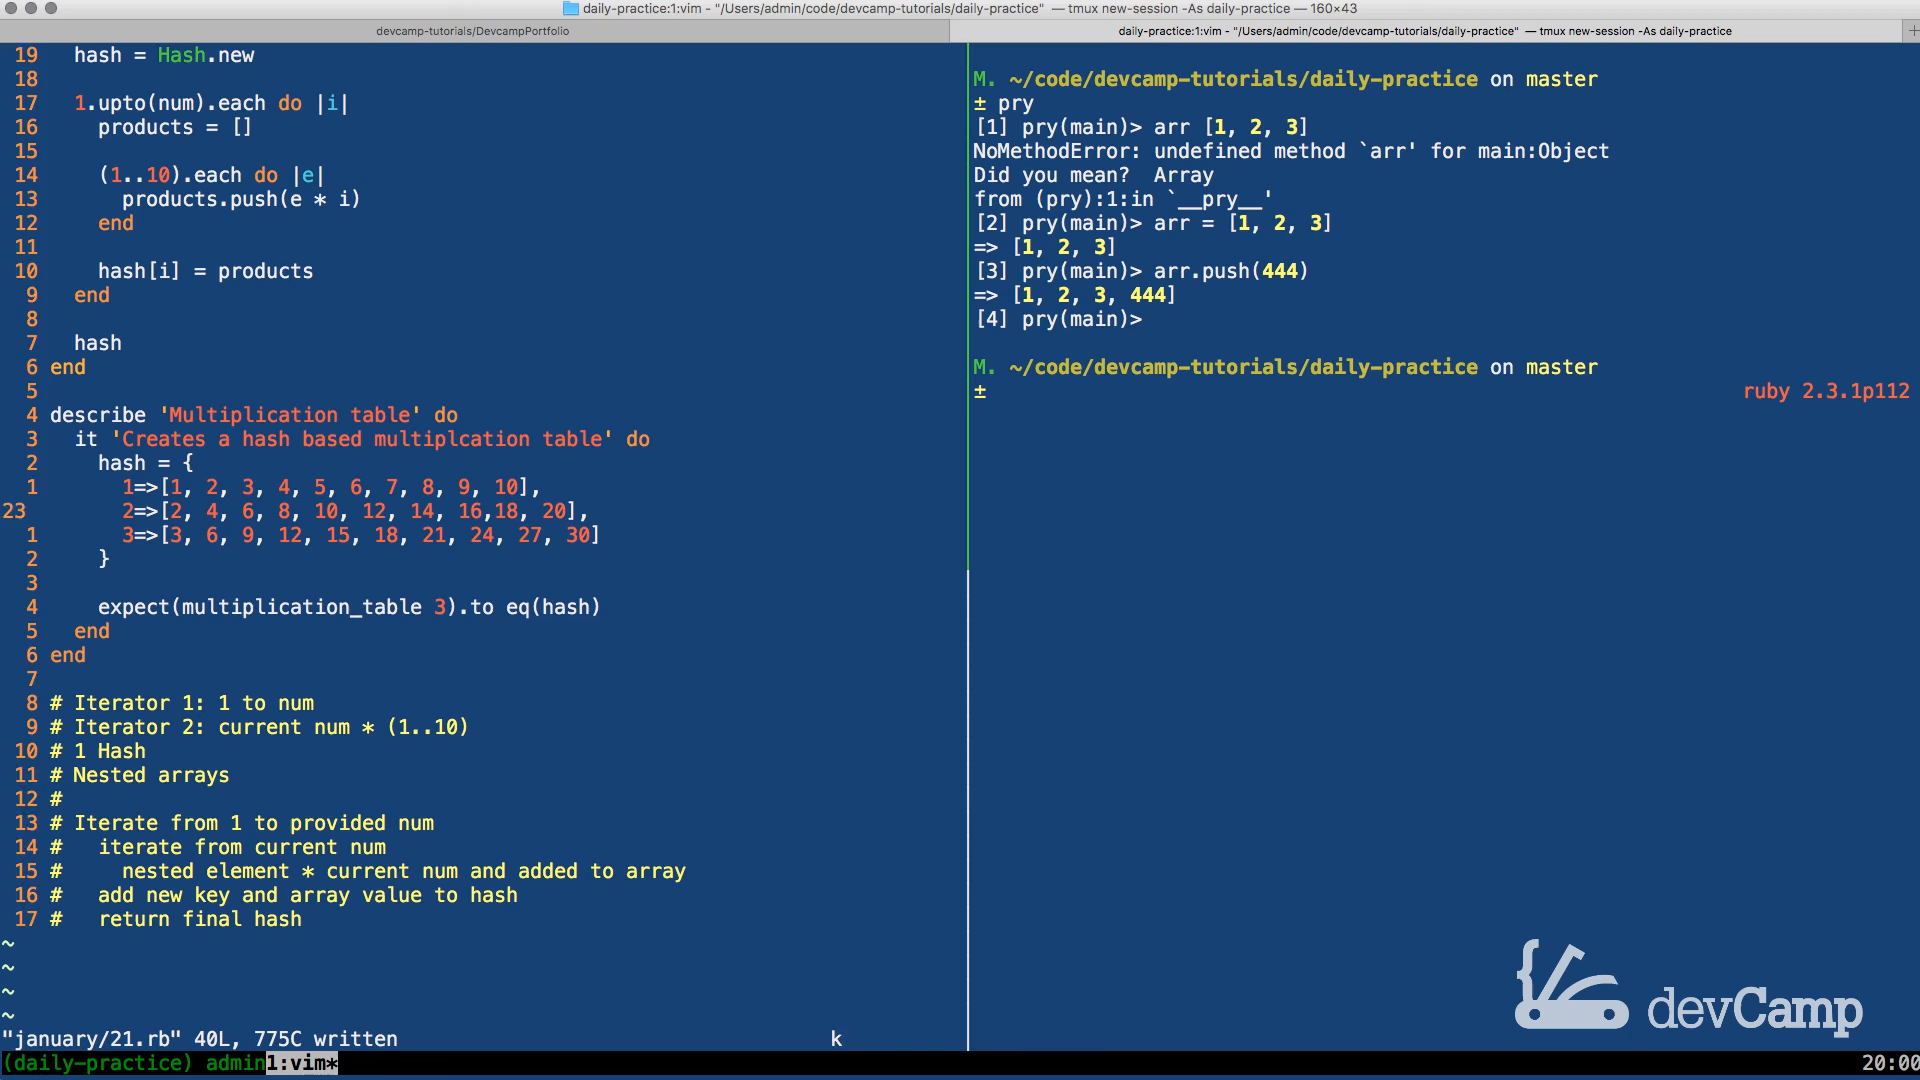 daily-practice:1:vim - "/Users/admin/code/devcamp-tutorials/daily-practice" — tmux new-session -As daily-practice — 160×43
devcamp-tutorials/DevcampPortfolio
daily-practice:1:vim - "/Users/admin/code/devcamp-tutorials/daily-practice" — tmux new-session -As daily-practice
+
19   hash = Hash.new
18
17   1.upto(num).each do |i|
16     products = []
15
14     (1..10).each do |e|
13       products.push(e * i)
12     end
11
10     hash[i] = products
9   end
8
7   hash
6 end
5
4 describe 'Multiplication table' do
3   it 'Creates a hash based multiplcation table' do
2     hash = {
1       1=>[1, 2, 3, 4, 5, 6, 7, 8, 9, 10],
23       2=>[2, 4, 6, 8, 10, 12, 14, 16,18, 20],
1       3=>[3, 6, 9, 12, 15, 18, 21, 24, 27, 30]
2     }
3
4     expect(multiplication_table 3).to eq(hash)
5   end
6 end
7
8 # Iterator 1: 1 to num
9 # Iterator 2: current num * (1..10)
10 # 1 Hash
11 # Nested arrays
12 #
13 # Iterate from 1 to provided num
14 #   iterate from current num
15 #     nested element * current num and added to array
16 #   add new key and array value to hash
17 #   return final hash
~
~
~
~
"january/21.rb" 40L, 775C written k
M. ~/code/devcamp-tutorials/daily-practice on master
± pry
[1] pry(main)> arr [1, 2, 3]
NoMethodError: undefined method `arr' for main:Object
Did you mean?  Array
from (pry):1:in `__pry__'
[2] pry(main)> arr = [1, 2, 3]
=> [1, 2, 3]
[3] pry(main)> arr.push(444)
=> [1, 2, 3, 444]
[4] pry(main)>
M. ~/code/devcamp-tutorials/daily-practice on master
± ruby 2.3.1p112
devCamp
(daily-practice) admin1:vim* 20:00